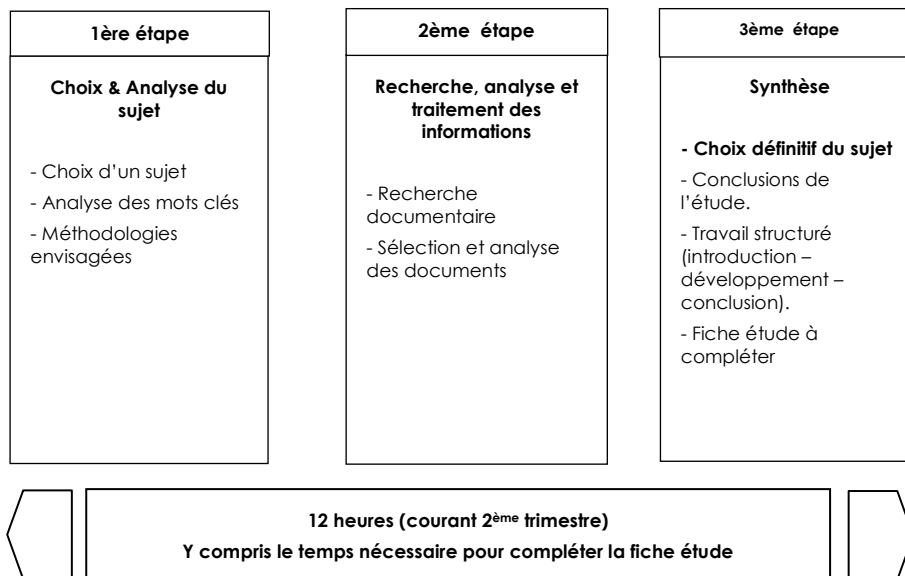 1ère étape
Choix & Analyse du
sujet
- Choix d’un sujet
- Analyse des mots clés
- Méthodologies
envisagées
2ème étape
Recherche, analyse et
traitement des
informations
- Recherche
documentaire
- Sélection et analyse
des documents
3ème étape
Synthèse
- Choix définitif du sujet
- Conclusions de
l’étude.
- Travail structuré
(introduction –
développement –
conclusion).
- Fiche étude à
compléter
12 heures (courant 2ème trimestre)
Y compris le temps nécessaire pour compléter la fiche étude